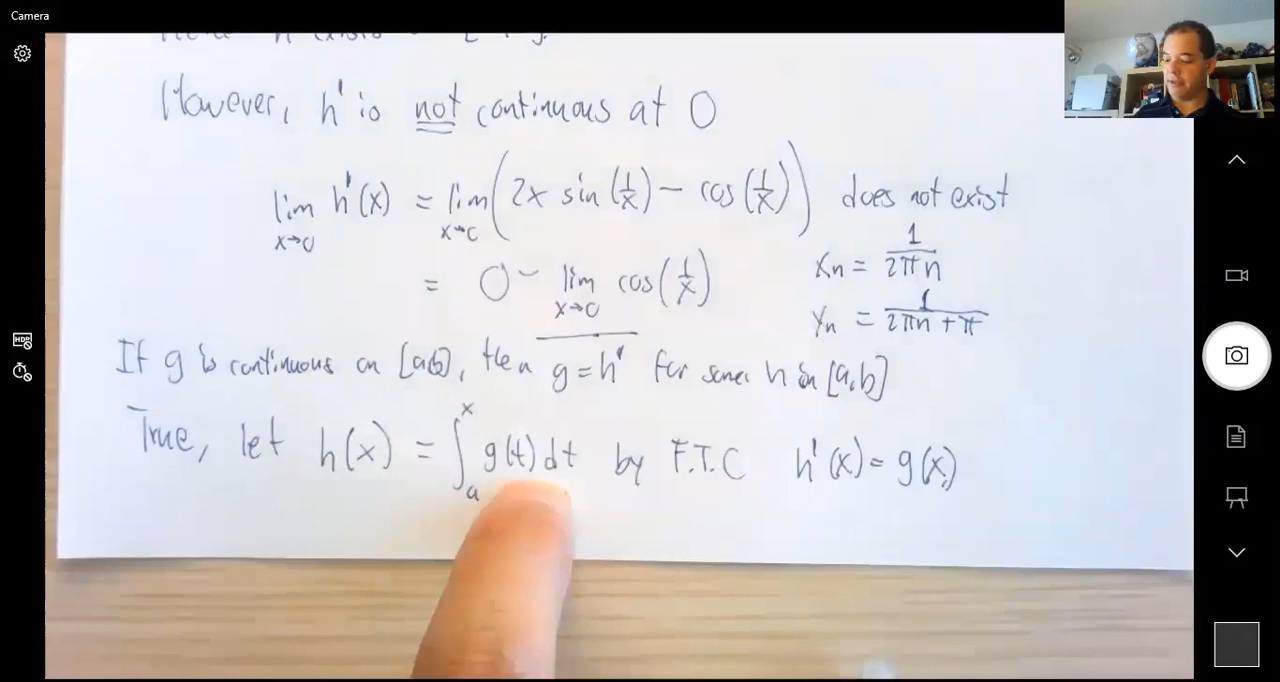 Camera
However, h' is not continuous at 0
lim x→0 h'(x) = lim x→0 (2x sin(1/x) − cos(1/x)) does not exist
= 0 − lim x→0 cos(1/x)
xn = 1/2πn
yn = 1/2πn + π
If g is continuous on [a,b], then g = h' for some h on [a,b]
True, let h(x) = ∫ₐˣ g(t) dt by F.T.C h'(x) = g(x)